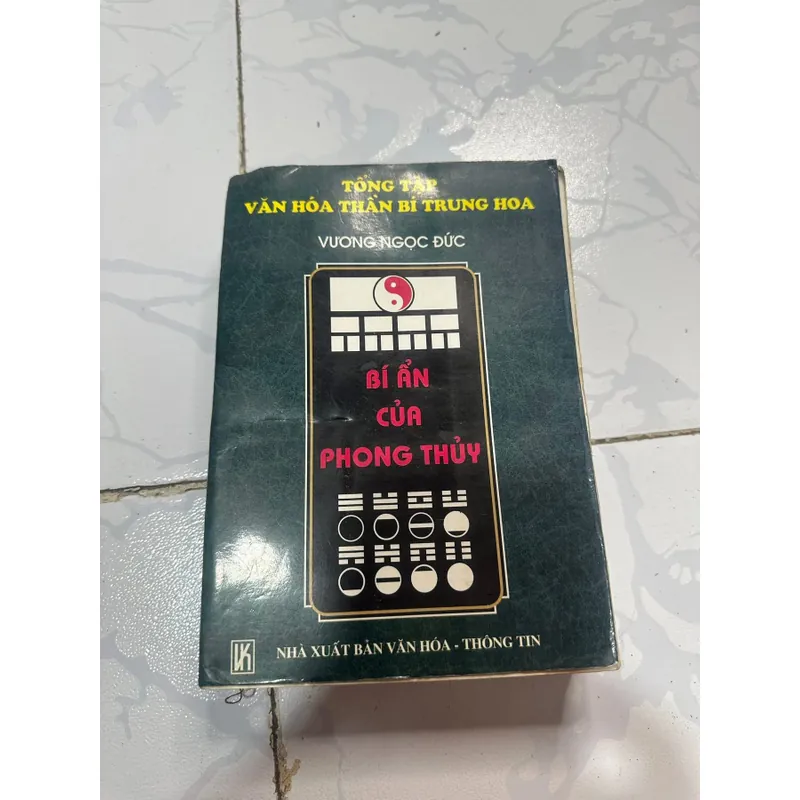 TỔNG TẬP
VĂN HÓA THẦN BÍ TRUNG HOA
VƯƠNG NGỌC ĐỨC
BÍ ẨN
CỦA
PHONG THỦY
NHÀ XUẤT BẢN VĂN HÓA - THÔNG TIN